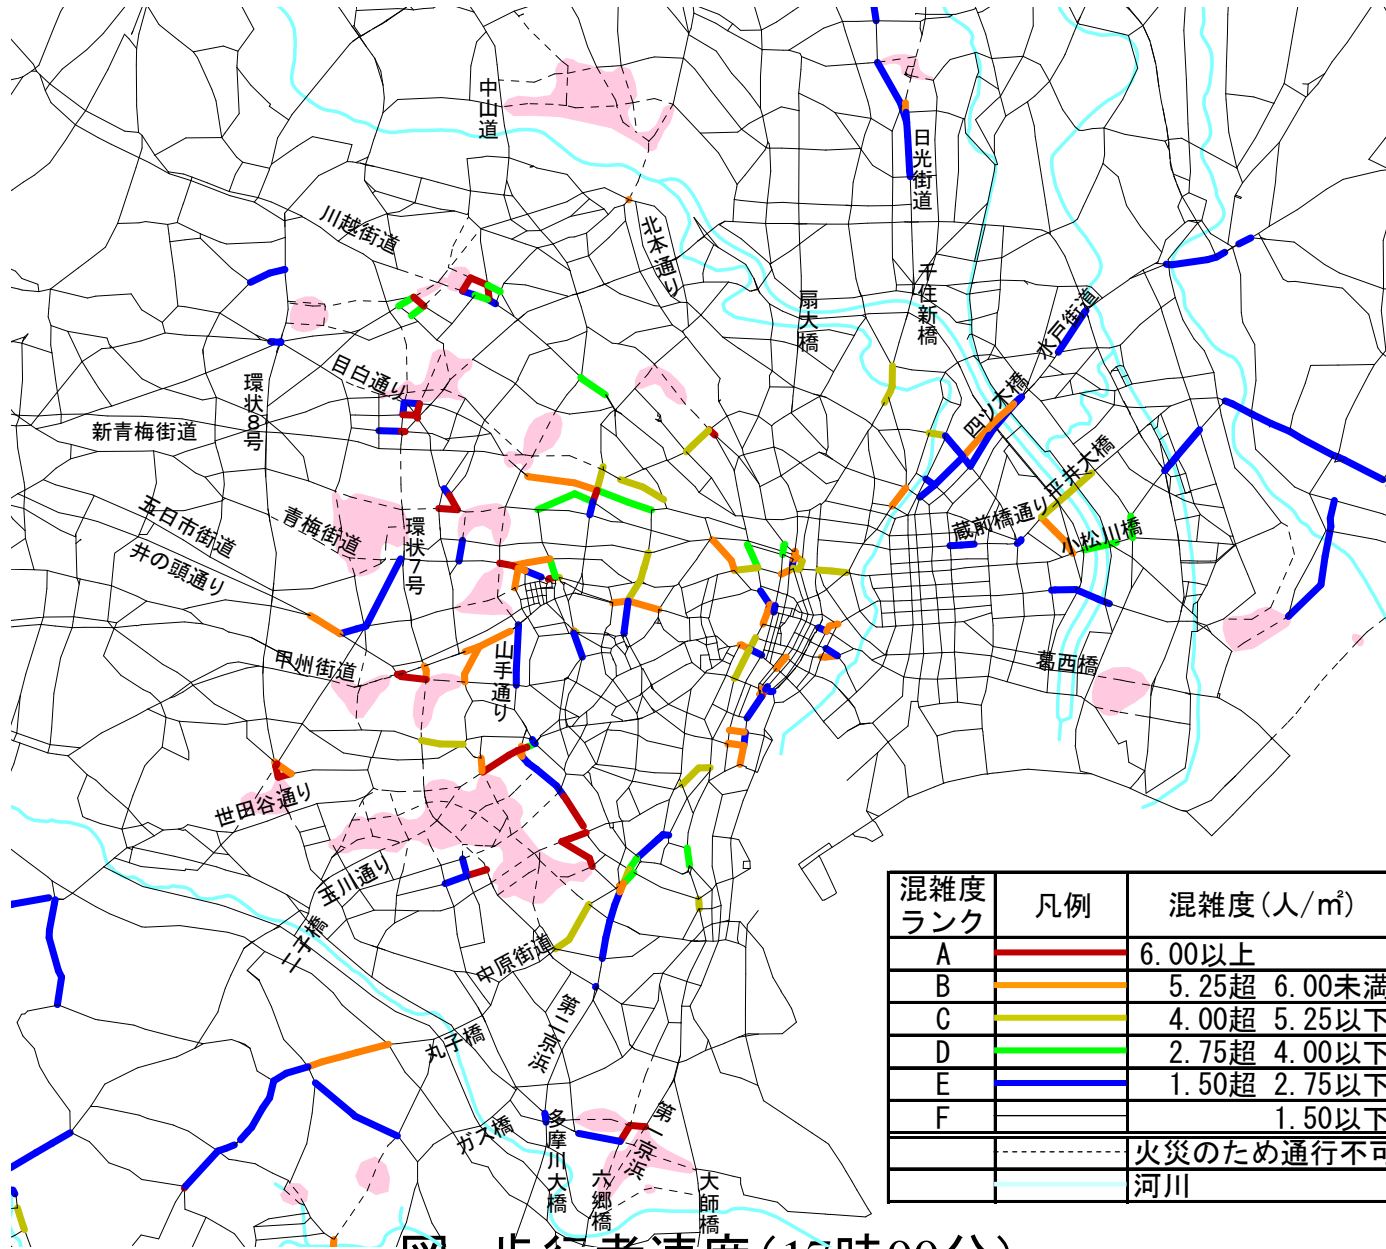 中山道
日光街道
川越街道
北本通り
千住新橋
扇大橋
水戸街道
目白通り
環状8号
四ツ木橋
新青梅街道
平井大橋
五日市街道
青梅街道
環状7号
蔵前橋通り
小松川橋
井の頭通り
甲州街道
山手通り
葛西橋
世田谷通り
玉川通り
二子橋
中原街道
第二京浜
丸子橋
ガス橋
多摩川大橋
第一京浜
六郷橋
大師橋
混雑度ランク 凡例 混雑度(人/㎡)
A 6.00以上
B 5.25超 6.00未満
C 4.00超 5.25以下
D 2.75超 4.00以下
E 1.50超 2.75以下
F 1.50以下
火災のため通行不可
河川